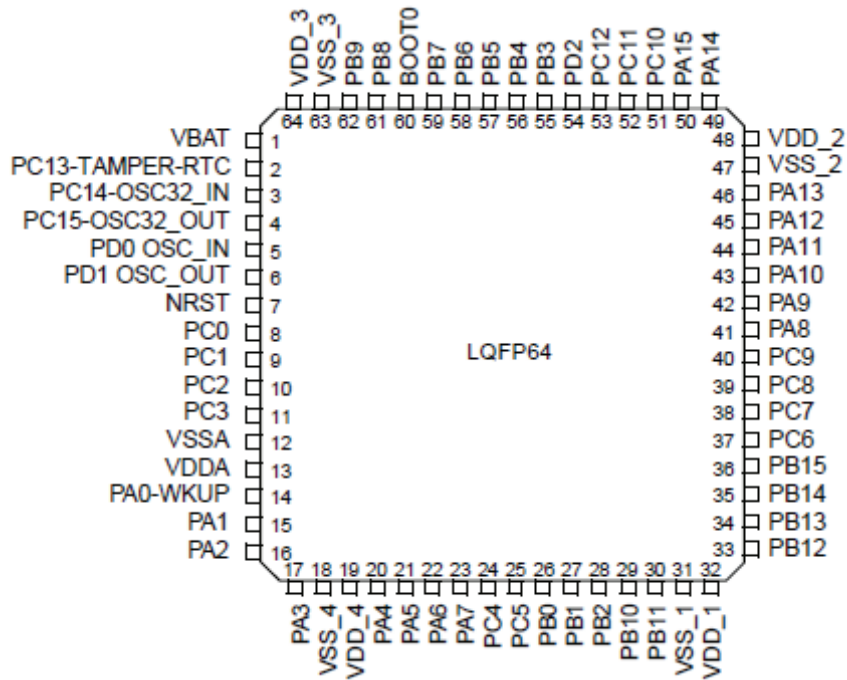 VDD_3
VSS_3
PB9
PB8
BOOT0
PB7
PB6
PB5
PB4
PB3
PD2
PC12
PC11
PC10
PA15
PA14
64 63 62 61 60 59 58 57 56 55 54 53 52 51 50 49
VBAT 1
PC13-TAMPER-RTC 2
PC14-OSC32_IN 3
PC15-OSC32_OUT 4
PD0 OSC_IN 5
PD1 OSC_OUT 6
NRST 7
PC0 8
PC1 9
PC2 10
PC3 11
VSSA 12
VDDA 13
PA0-WKUP 14
PA1 15
PA2 16
LQFP64
48 VDD_2
47 VSS_2
46 PA13
45 PA12
44 PA11
43 PA10
42 PA9
41 PA8
40 PC9
39 PC8
38 PC7
37 PC6
36 PB15
35 PB14
34 PB13
33 PB12
17 18 19 20 21 22 23 24 25 26 27 28 29 30 31 32
PA3
VSS_4
VDD_4
PA4
PA5
PA6
PA7
PC4
PC5
PB0
PB1
PB2
PB10
PB11
VSS_1
VDD_1